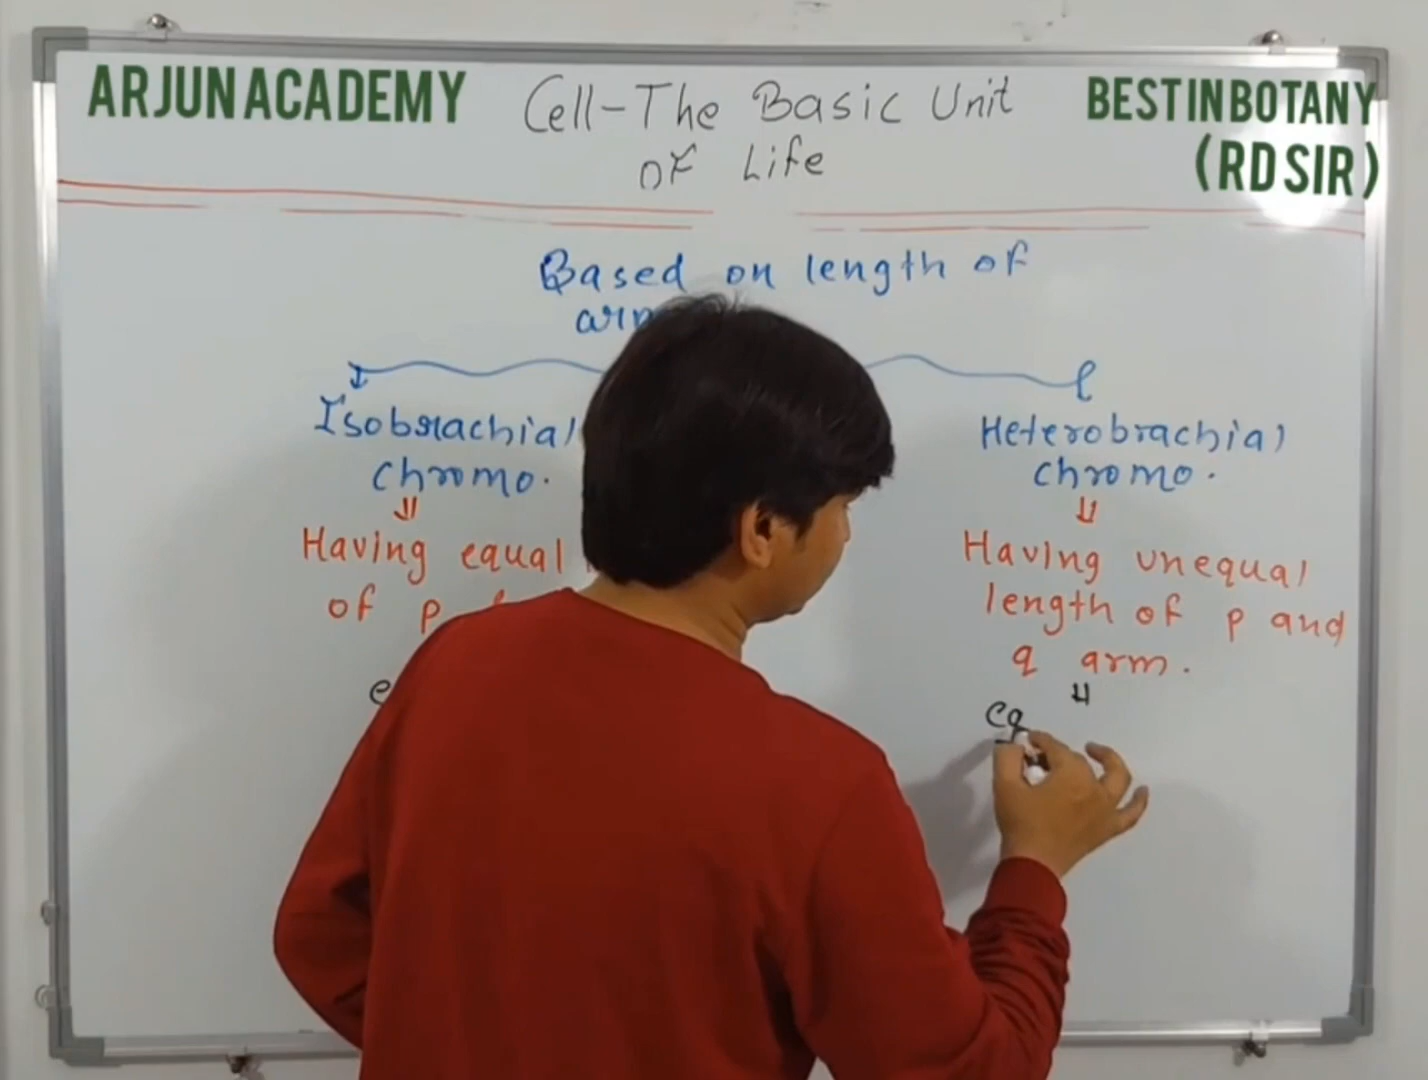 ARJUN ACADEMY
Cell-The Basic Unit
of Life
BEST IN BOTANY
(RD SIR)
Based on length of
Isobrachial
chromo.
Having equal
of p
Heterobrachial
chromo.
Having unequal
length of p and
q arm.
eg